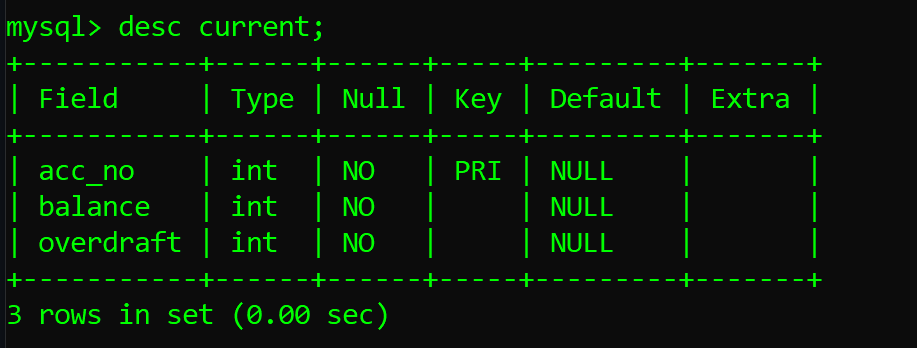 mysql> desc current;
+-----------+------+------+-----+---------+-------+
| Field     | Type | Null | Key | Default | Extra |
+-----------+------+------+-----+---------+-------+
| acc_no    | int  | NO   | PRI | NULL    |       |
| balance   | int  | NO   |     | NULL    |       |
| overdraft | int  | NO   |     | NULL    |       |
+-----------+------+------+-----+---------+-------+
3 rows in set (0.00 sec)